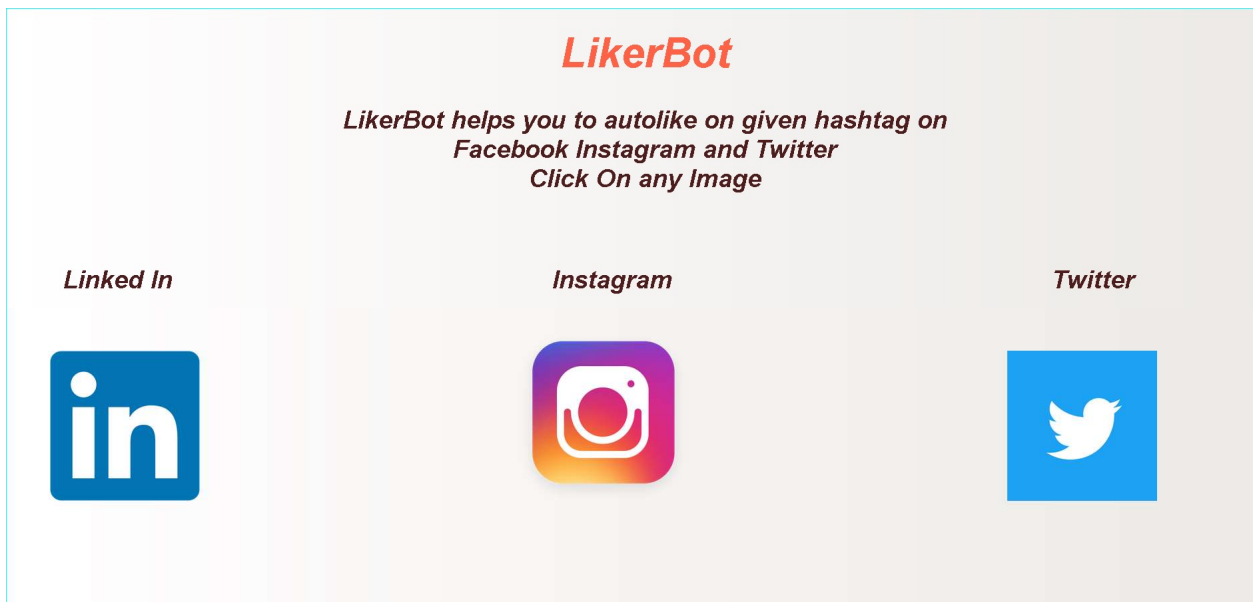 LikerBot
LikerBot helps you to autolike on given hashtag on
Facebook Instagram and Twitter
Click On any Image
Linked In
Instagram
Twitter
in